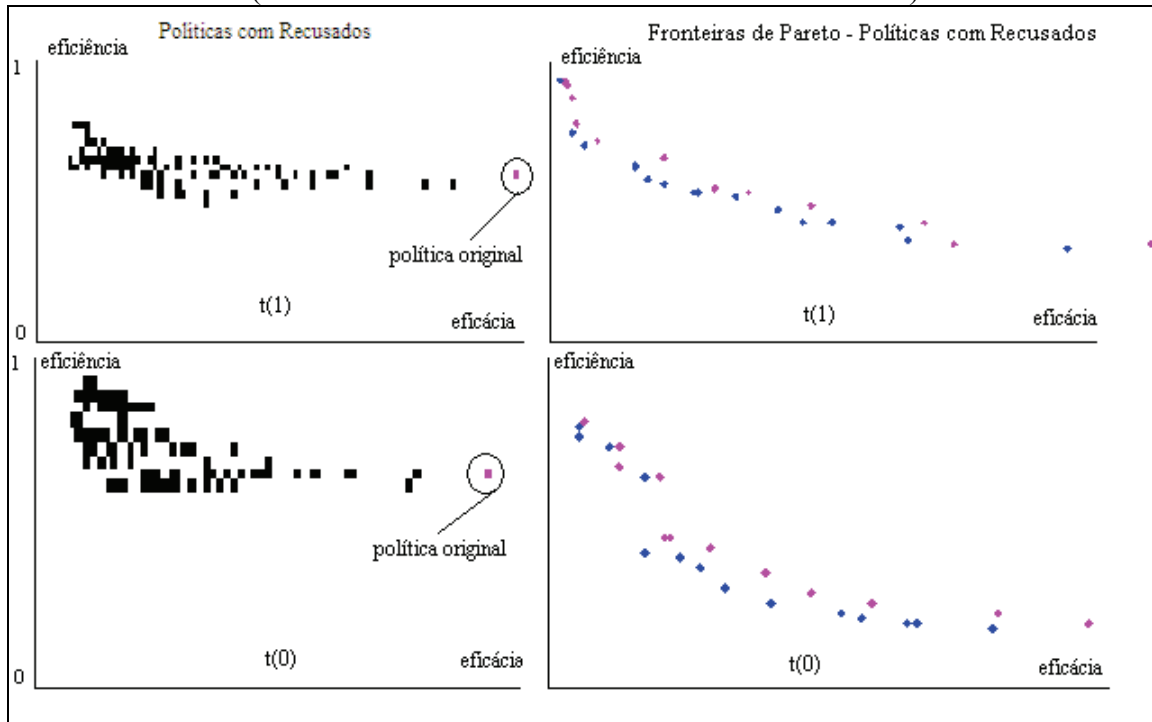 Políticas com Recusados
eficiência
1
política original
t(1)
eficácia
0
Fronteiras de Pareto - Políticas com Recusados
eficiência
t(1)
eficácia
1
eficiência
política original
t(0)
eficácia
0
eficiência
t(0)
eficácia